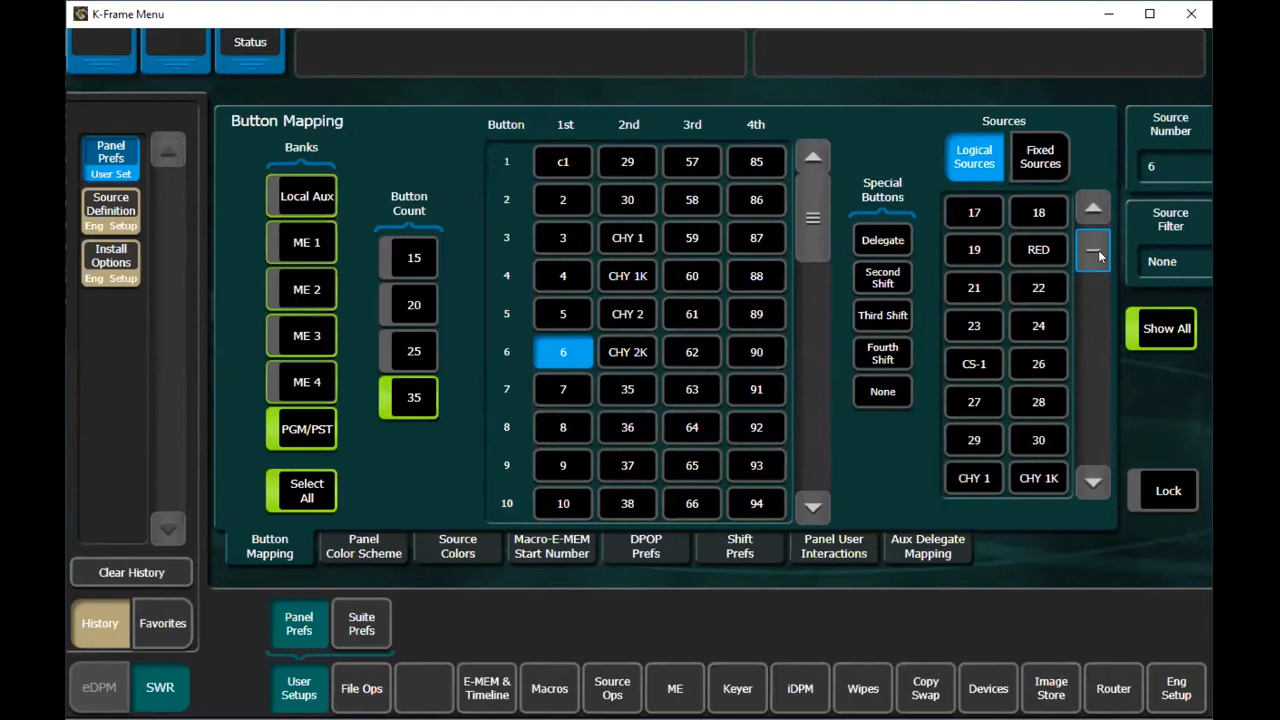 K-Frame Menu
Status
Panel
Prefs
User Set
Source
Definition
Eng Setup
Install
Options
Eng Setup
Clear History
History
Favorites
eDPM
SWR
Button Mapping
Banks
Local Aux
ME 1
ME 2
ME 3
ME 4
PGM/PST
Select
All
Button
Count
15
20
25
35
Button 1st 2nd 3rd 4th
1 c1 29 57 85
2 2 30 58 86
3 3 CHY 1 59 87
4 4 CHY 1K 60 88
5 5 CHY 2 61 89
6 6 CHY 2K 62 90
7 7 35 63 91
8 8 36 64 92
9 9 37 65 93
10 10 38 66 94
Special
Buttons
Delegate
Second
Shift
Third Shift
Fourth
Shift
None
Sources
Logical
Sources
Fixed
Sources
17 18
19 RED
21 22
23 24
CS-1 26
27 28
29 30
CHY 1 CHY 1K
Source
Number
6
Source
Filter
None
Show All
Lock
Button
Mapping
Panel
Color Scheme
Source
Colors
Macro-E-MEM
Start Number
DPOP
Prefs
Shift
Prefs
Panel User
Interactions
Aux Delegate
Mapping
Panel
Prefs
Suite
Prefs
User
Setups
File Ops
E-MEM &
Timeline
Macros
Source
Ops
ME
Keyer
iDPM
Wipes
Copy
Swap
Devices
Image
Store
Router
Eng
Setup